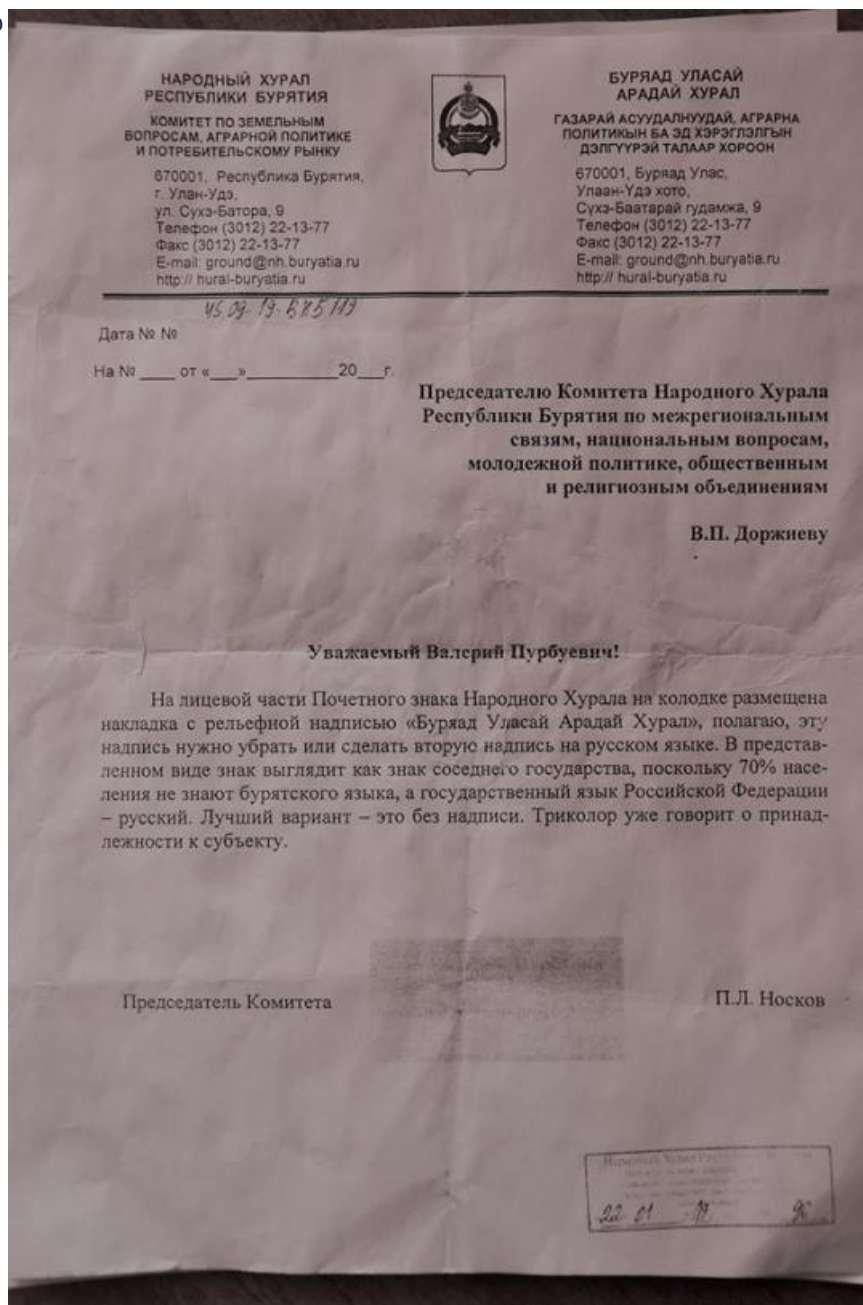 НАРОДНЫЙ ХУРАЛ
РЕСПУБЛИКИ БУРЯТИЯ
КОМИТЕТ ПО ЗЕМЕЛЬНЫМ
ВОПРОСАМ, АГРАРНОЙ ПОЛИТИКЕ
И ПОТРЕБИТЕЛЬСКОМУ РЫНКУ
670001, Республика Бурятия,
г. Улан-Удэ,
ул. Сухэ-Батора, 9
Телефон (3012) 22-13-77
Факс (3012) 22-13-77
E-mail: ground@nh.buryatia.ru
http:// hural-buryatia.ru
БУРЯАД УЛАСАЙ
АРАДАЙ ХУРАЛ
ГАЗАРАЙ АСУУДАЛНУУДАЙ, АГРАРНА
ПОЛИТИКЫН БА ЭД ХЭРЭГЛЭЛГЫН
ДЭЛГҮҮРЭЙ ТАЛААР ХОРООН
670001, Буряад Улас,
Улаан-Үдэ хото,
Сүхэ-Баатарай гудамжа, 9
Телефон (3012) 22-13-77
Факс (3012) 22-13-77
E-mail: ground@nh.buryatia.ru
http:// hural-buryatia.ru
Дата № №
На № ____ от «___»__________20___г.
Председателю Комитета Народного Хурала
Республики Бурятия по межрегиональным
связям, национальным вопросам,
молодежной политике, общественным
и религиозным объединениям
В.П. Доржиеву
Уважаемый Валерий Пурбуевич!
На лицевой части Почетного знака Народного Хурала на колодке размещена
накладка с рельефной надписью «Буряад Уласай Арадай Хурал», полагаю, эту
надпись нужно убрать или сделать вторую надпись на русском языке. В представ-
ленном виде знак выглядит как знак соседнего государства, поскольку 70% насе-
ления не знают бурятского языка, а государственный язык Российской Федерации
– русский. Лучший вариант – это без надписи. Триколор уже говорит о принад-
лежности к субъекту.
Председатель Комитета
П.Л. Носков
22 01